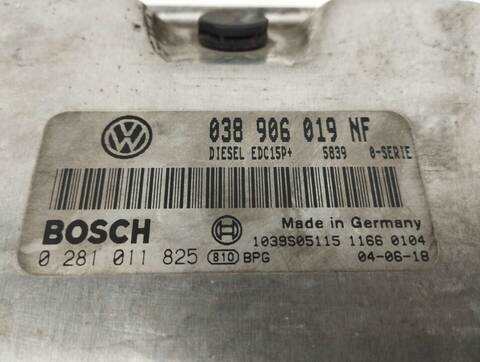 038 906 019 NF
DIESEL EDC15P+ 5839 0-SERIE
BOSCH
Made in Germany
1039S05115 1166 0104
0 281 011 825 810 BPG 04-06-18